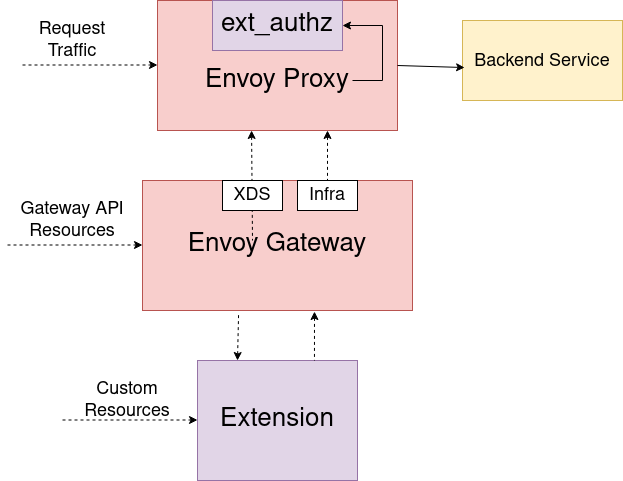 ext_authz
Request
Traffic
Envoy Proxy
Backend Service
XDS
Infra
Gateway API
Resources
Envoy Gateway
Custom
Resources
Extension